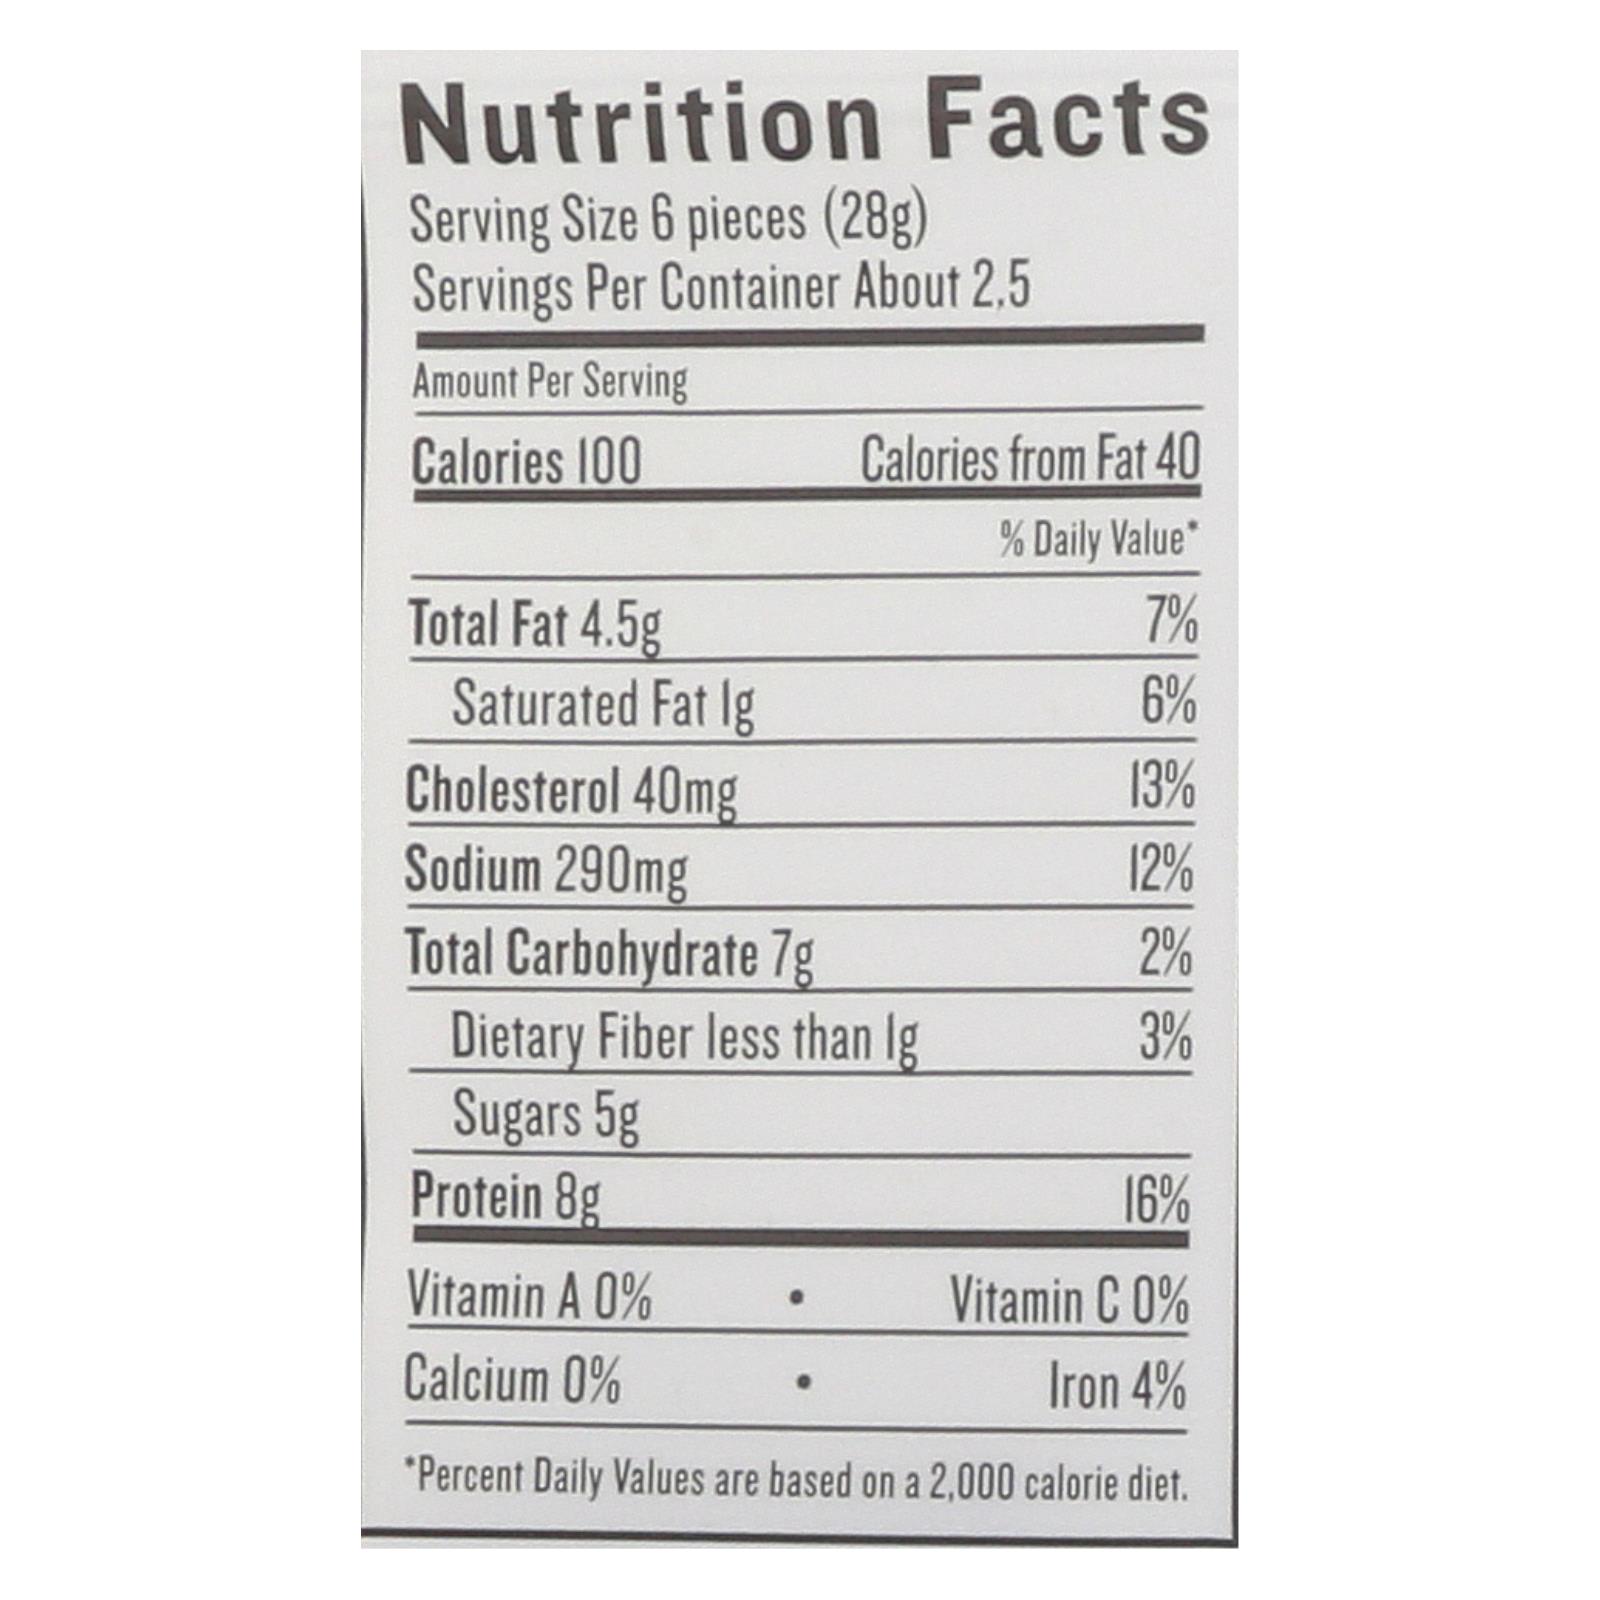 Nutrition Facts
Serving Size 6 pieces (28g)
Servings Per Container About 2.5
Amount Per Serving
Calories 100 Calories from Fat 40
% Daily Value*
Total Fat 4.5g 7%
Saturated Fat 1g 6%
Cholesterol 40mg 13%
Sodium 290mg 12%
Total Carbohydrate 7g 2%
Dietary Fiber less than 1g 3%
Sugars 5g
Protein 8g 16%
Vitamin A 0% • Vitamin C 0%
Calcium 0% • Iron 4%
*Percent Daily Values are based on a 2,000 calorie diet.